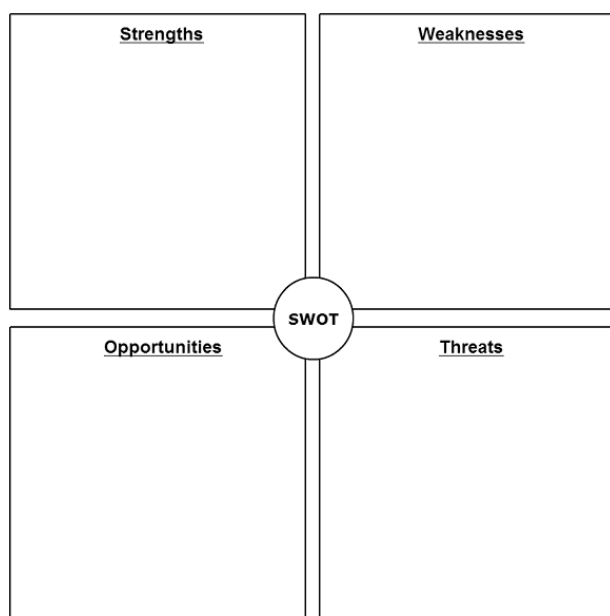 Strengths
Weaknesses
SWOT
Opportunities
Threats